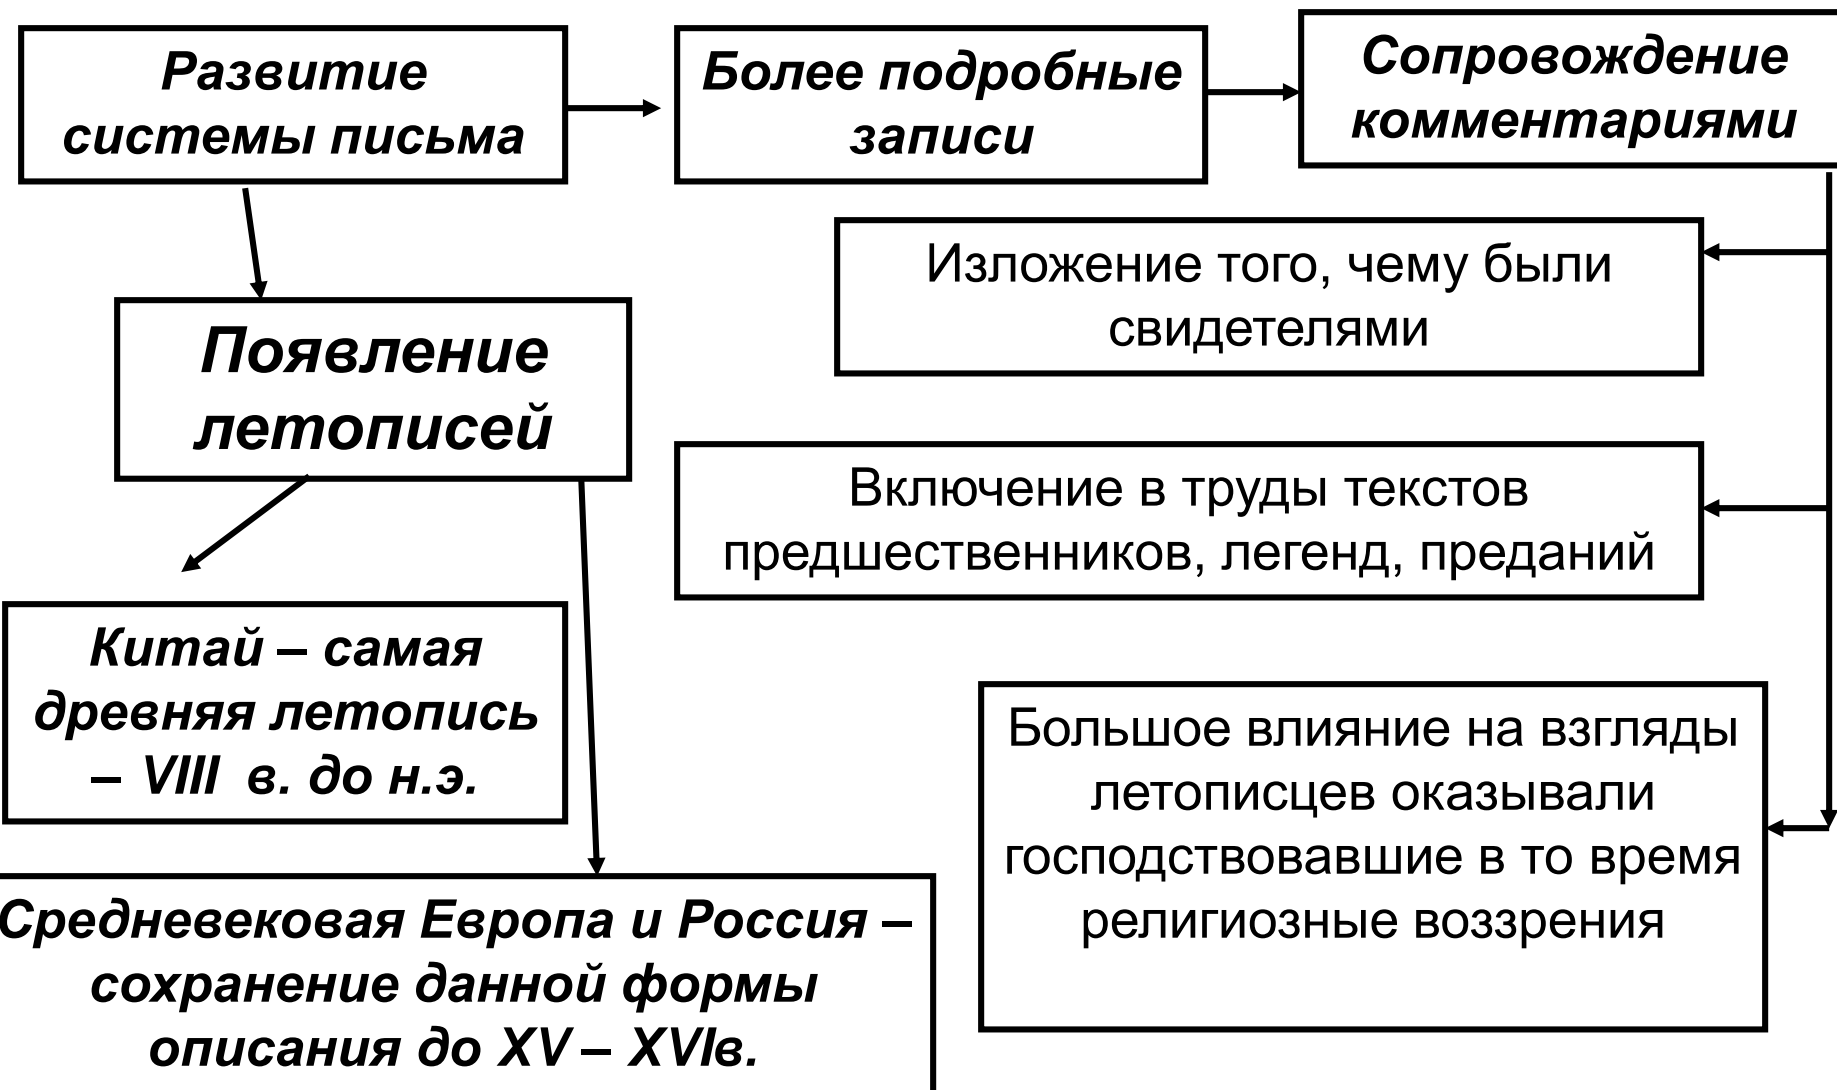 Развитие
системы письма
Более подробные
записи
Сопровождение
комментариями
Изложение того, чему были
свидетелями
Появление
летописей
Включение в труды текстов
предшественников, легенд, преданий
Китай – самая
древняя летопись
– VIII в. до н.э.
Большое влияние на взгляды
летописцев оказывали
господствовавшие в то время
религиозные воззрения
Средневековая Европа и Россия –
сохранение данной формы
описания до XV – XVIв.